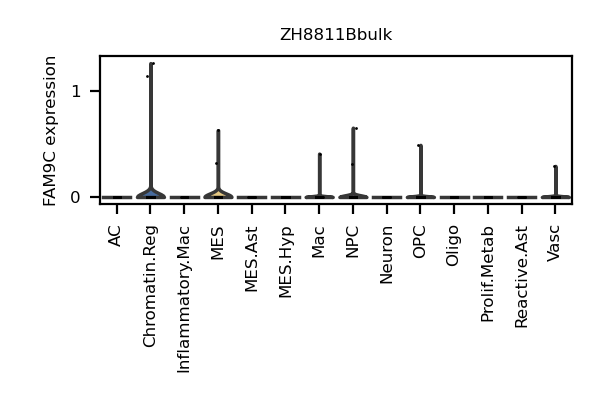 ZH8811Bbulk
FAM9C expression
1
0
AC
Chromatin.Reg
Inflammatory.Mac
MES
MES.Ast
MES.Hyp
Mac
NPC
Neuron
OPC
Oligo
Prolif.Metab
Reactive.Ast
Vasc